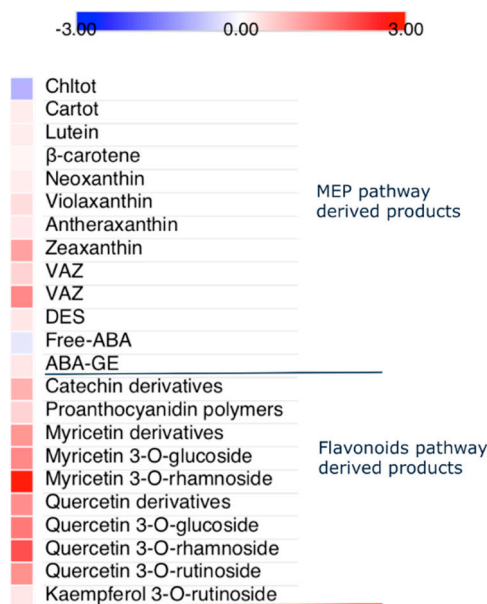 -3.00 0.00 3.00
Chltot
Cartot
Lutein
β-carotene
Neoxanthin
Violaxanthin
Antheraxanthin
Zeaxanthin
VAZ
VAZ
DES
Free-ABA
ABA-GE
MEP pathway
derived products
Catechin derivatives
Proanthocyanidin polymers
Myricetin derivatives
Myricetin 3-O-glucoside
Myricetin 3-O-rhamnoside
Quercetin derivatives
Quercetin 3-O-glucoside
Quercetin 3-O-rhamnoside
Quercetin 3-O-rutinoside
Kaempferol 3-O-rutinoside
Flavonoids pathway
derived products